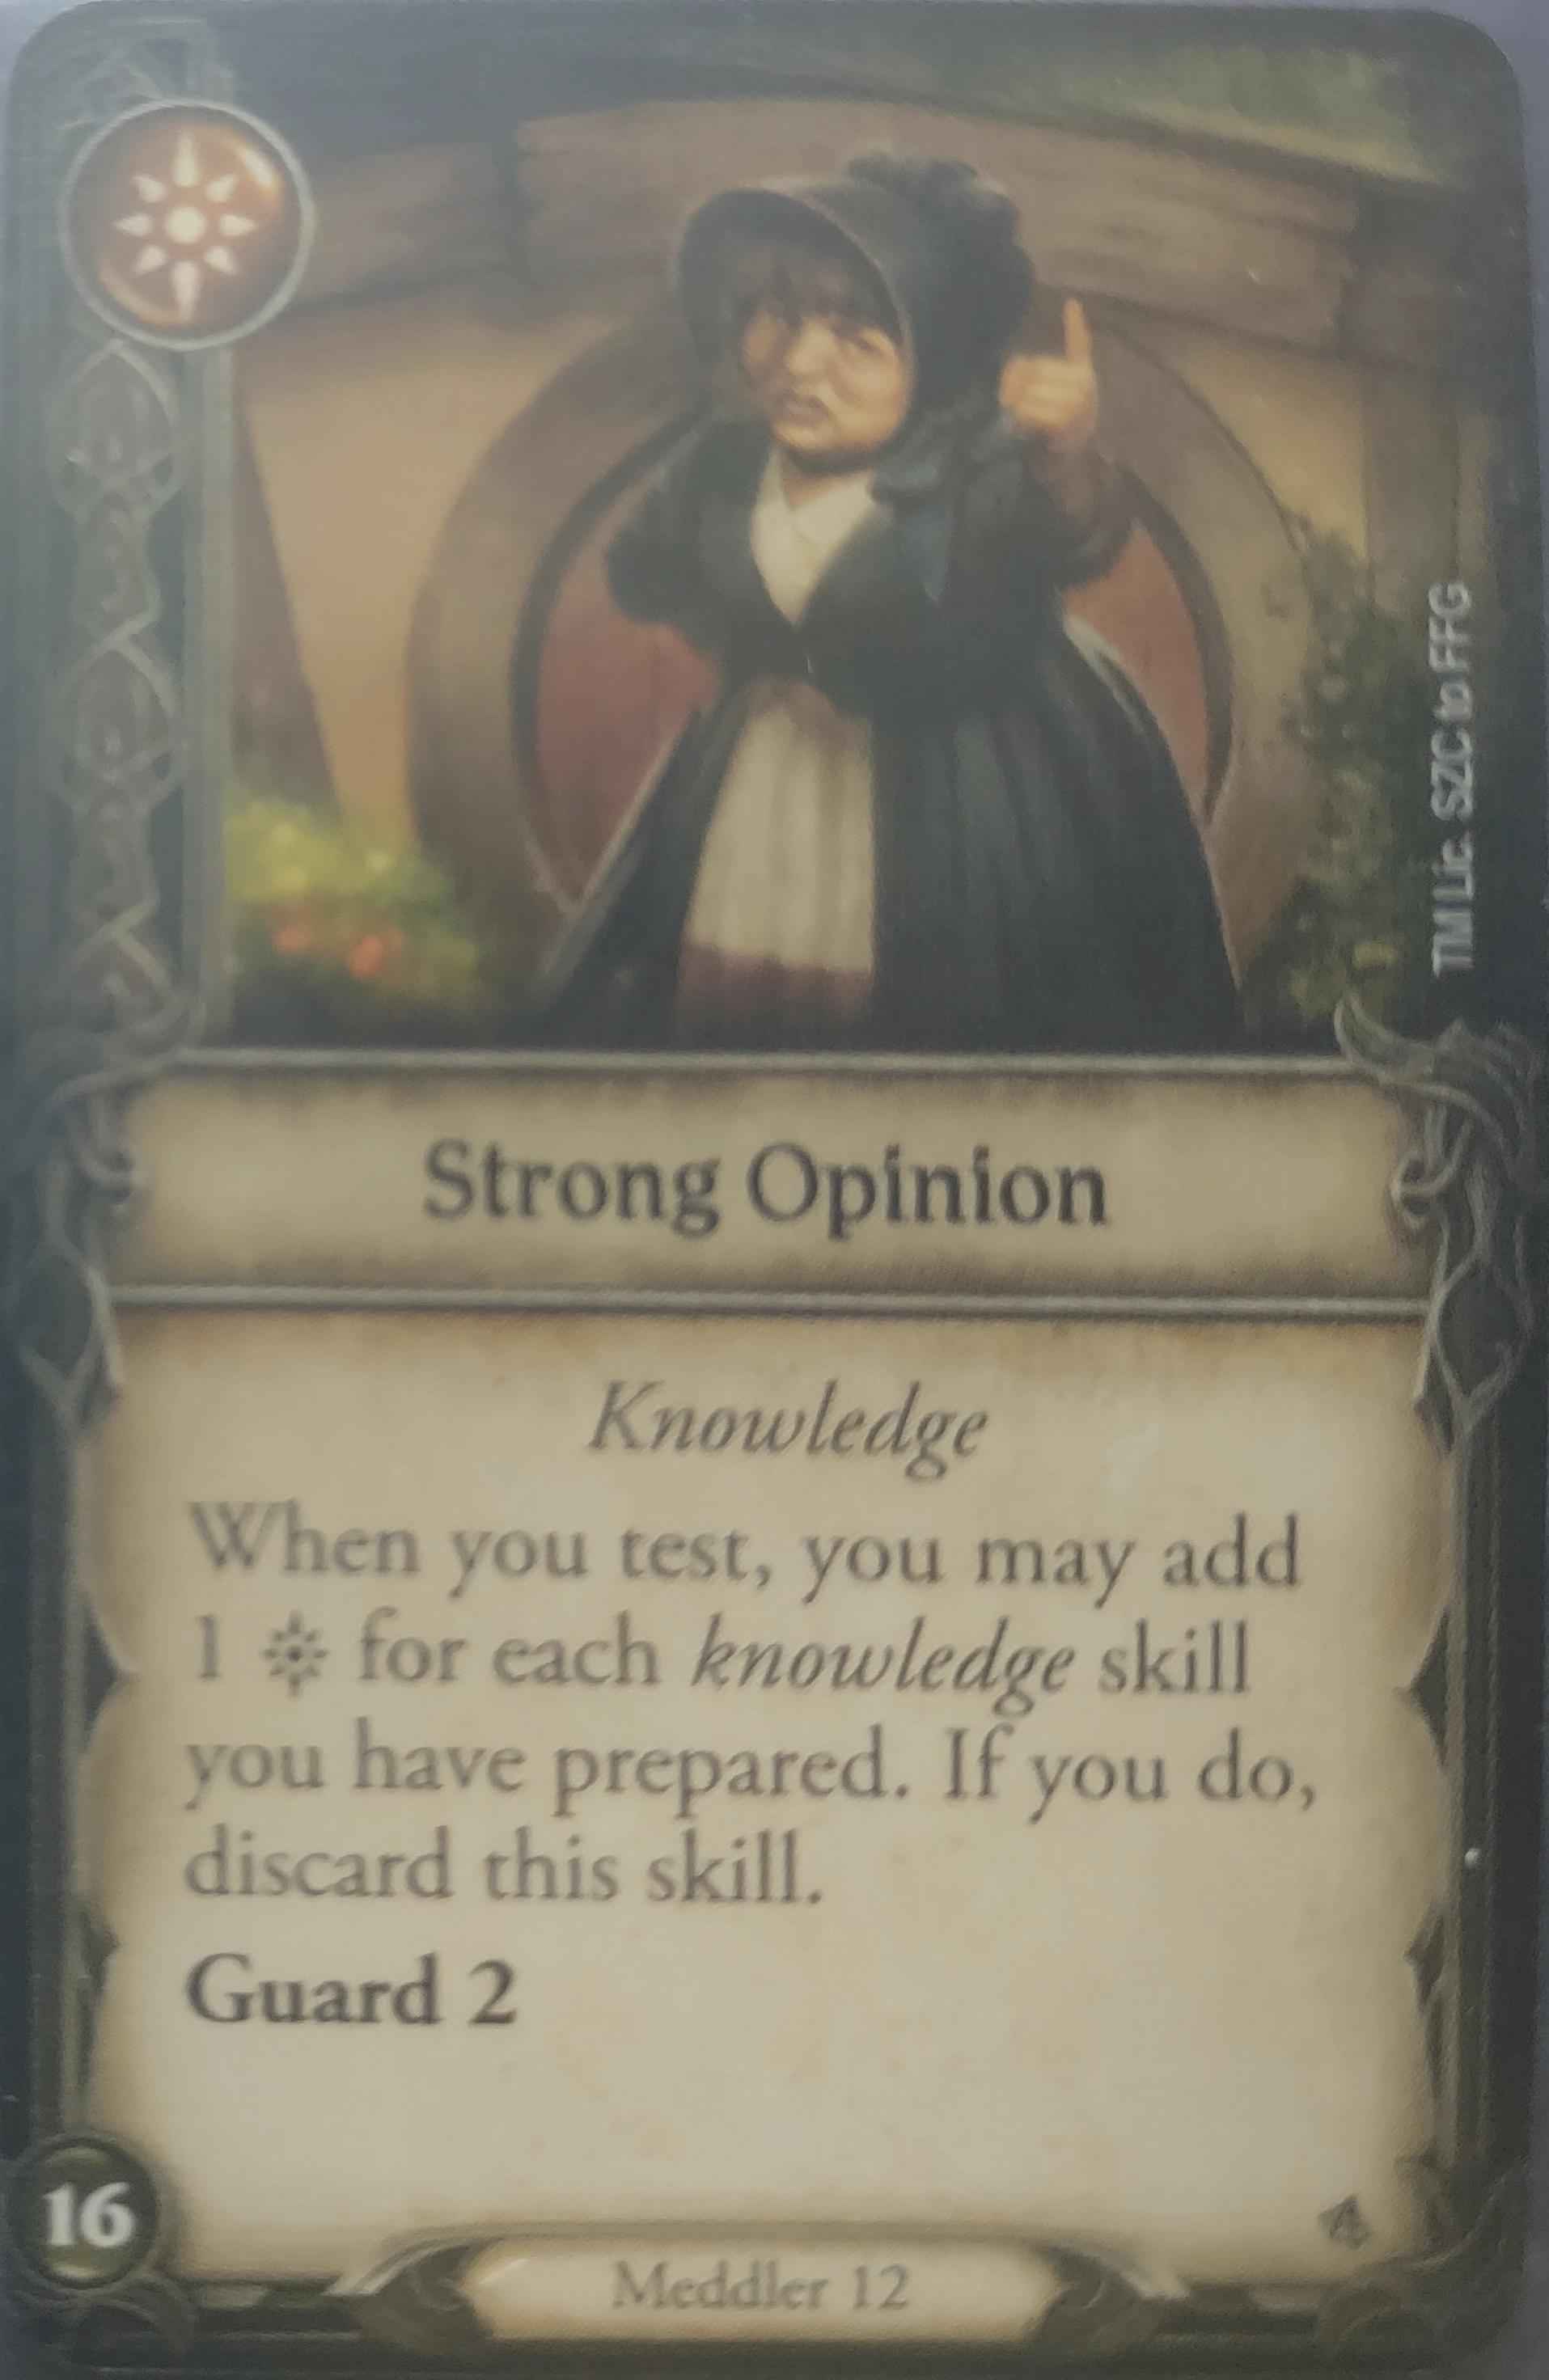 TM Lic. SZC to FFG
Strong Opinion
Knowledge
When you test, you may add
1 for each knowledge skill
you have prepared. If you do,
discard this skill.
Guard 2
16
Meddler 12